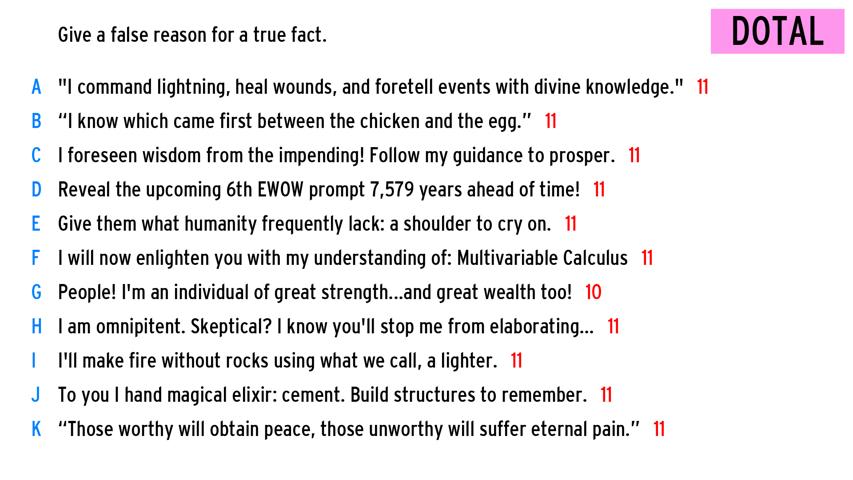 Give a false reason for a true fact.
DOTAL
A "I command lightning, heal wounds, and foretell events with divine knowledge." 11
B “I know which came first between the chicken and the egg.” 11
C I foreseen wisdom from the impending! Follow my guidance to prosper. 11
D Reveal the upcoming 6th EWOW prompt 7,579 years ahead of time! 11
E Give them what humanity frequently lack: a shoulder to cry on. 11
F I will now enlighten you with my understanding of: Multivariable Calculus 11
G People! I'm an individual of great strength...and great wealth too! 10
H I am omnipitent. Skeptical? I know you'll stop me from elaborating... 11
I I'll make fire without rocks using what we call, a lighter. 11
J To you I hand magical elixir: cement. Build structures to remember. 11
K “Those worthy will obtain peace, those unworthy will suffer eternal pain.” 11